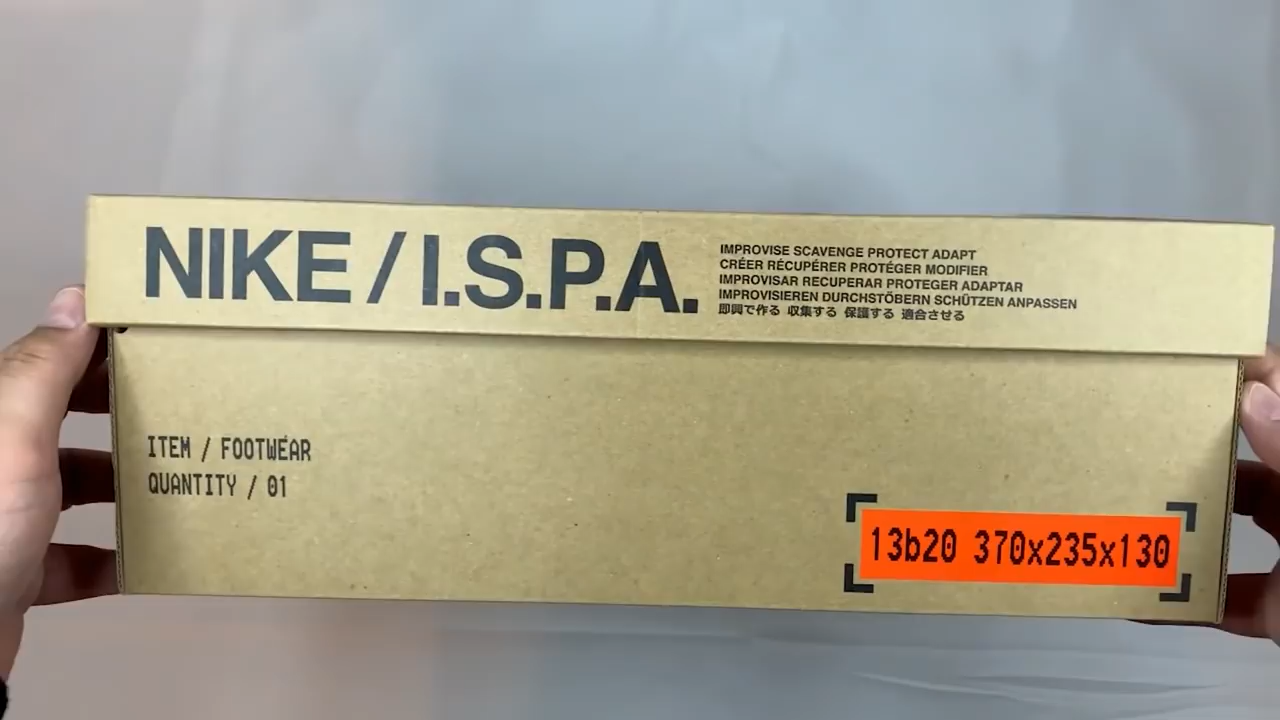 NIKE / I.S.P.A.
IMPROVISE SCAVENGE PROTECT ADAPT
CRÉER RÉCUPÉRER PROTÉGER MODIFIER
IMPROVISAR RECUPERAR PROTEGER ADAPTAR
IMPROVISIEREN DURCHSTÖBERN SCHÜTZEN ANPASSEN
即興で作る 収集する 保護する 適合させる
ITEM / FOOTWEAR
QUANTITY / 01
13b20 370x235x130